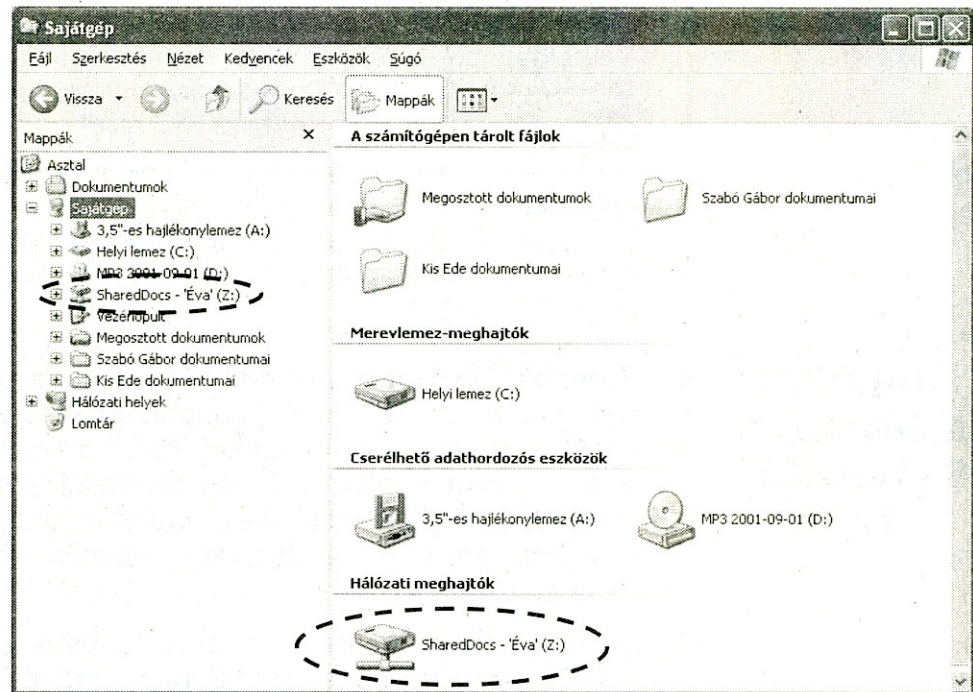 Sajátgép
Fájl Szerkesztés Nézet Kedvencek Eszközök Súgó
Vissza Keresés Mappák
Mappák
Asztal
Dokumentumok
Sajátgép
3,5"-es hajlékonylemez (A:)
Helyi lemez (C:)
MP3 2001-09-01 (D:)
SharedDocs - 'Éva' (Z:)
Vezérlőpult
Megosztott dokumentumok
Szabó Gábor dokumentumai
Kis Ede dokumentumai
Hálózati helyek
Lomtár
A számítógépen tárolt fájlok
Megosztott dokumentumok
Szabó Gábor dokumentumai
Kis Ede dokumentumai
Merevlemez-meghajtók
Helyi lemez (C:)
Cserélhető adathordozós eszközök
3,5"-es hajlékonylemez (A:)
MP3 2001-09-01 (D:)
Hálózati meghajtók
SharedDocs - 'Éva' (Z:)